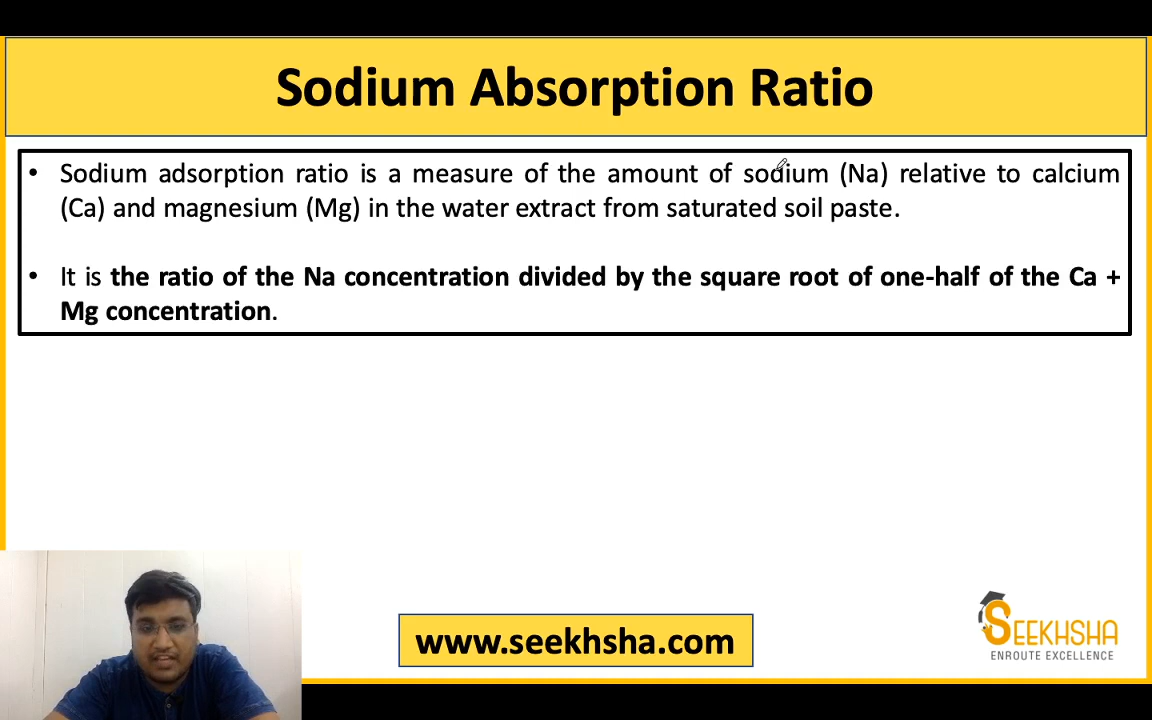 Sodium Absorption Ratio
• Sodium adsorption ratio is a measure of the amount of sodium (Na) relative to calcium
(Ca) and magnesium (Mg) in the water extract from saturated soil paste.
• It is the ratio of the Na concentration divided by the square root of one-half of the Ca +
Mg concentration.
www.seekhsha.com
SEEKHSHA
ENROUTE EXCELLENCE